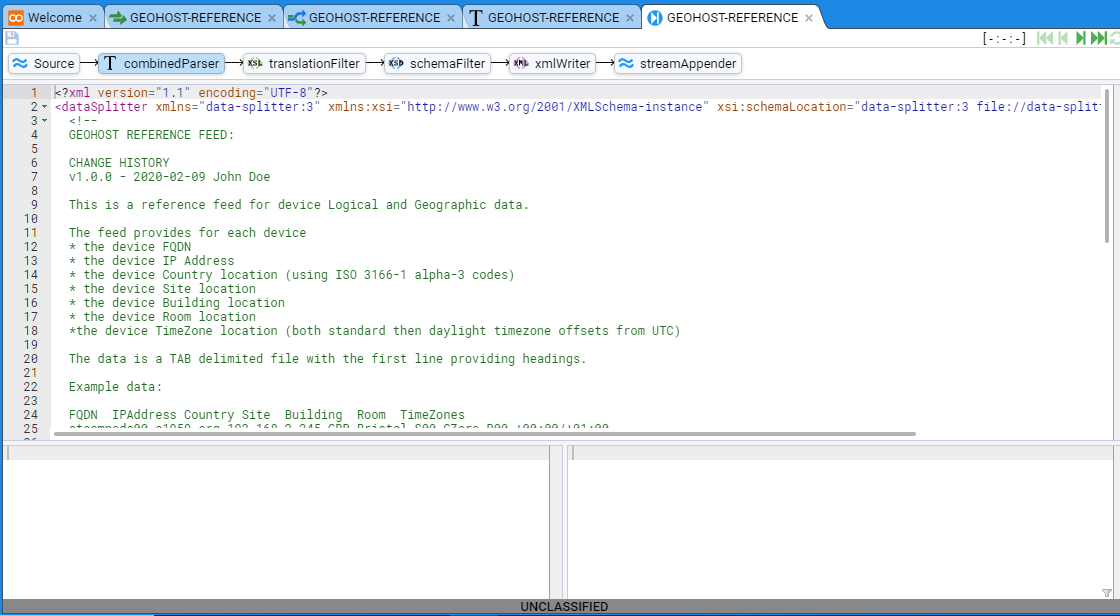 Welcome × GEOHOST-REFERENCE × GEOHOST-REFERENCE × T GEOHOST-REFERENCE × GEOHOST-REFERENCE ×
[-:-:-]
Source T combinedParser XSL translationFilter XSD schemaFilter XML xmlWriter streamAppender
1 <?xml version="1.1" encoding="UTF-8"?>
2 <dataSplitter xmlns="data-splitter:3" xmlns:xsi="http://www.w3.org/2001/XMLSchema-instance" xsi:schemaLocation="data-splitter:3 file://data-split
3 <!--
4 GEOHOST REFERENCE FEED:
5
6 CHANGE HISTORY
7 v1.0.0 - 2020-02-09 John Doe
8
9 This is a reference feed for device Logical and Geographic data.
10
11 The feed provides for each device
12 * the device FQDN
13 * the device IP Address
14 * the device Country location (using ISO 3166-1 alpha-3 codes)
15 * the device Site location
16 * the device Building location
17 * the device Room location
18 *the device TimeZone location (both standard then daylight timezone offsets from UTC)
19
20 The data is a TAB delimited file with the first line providing headings.
21
22 Example data:
23
24 FQDN IPAddress Country Site Building Room TimeZones
25
UNCLASSIFIED